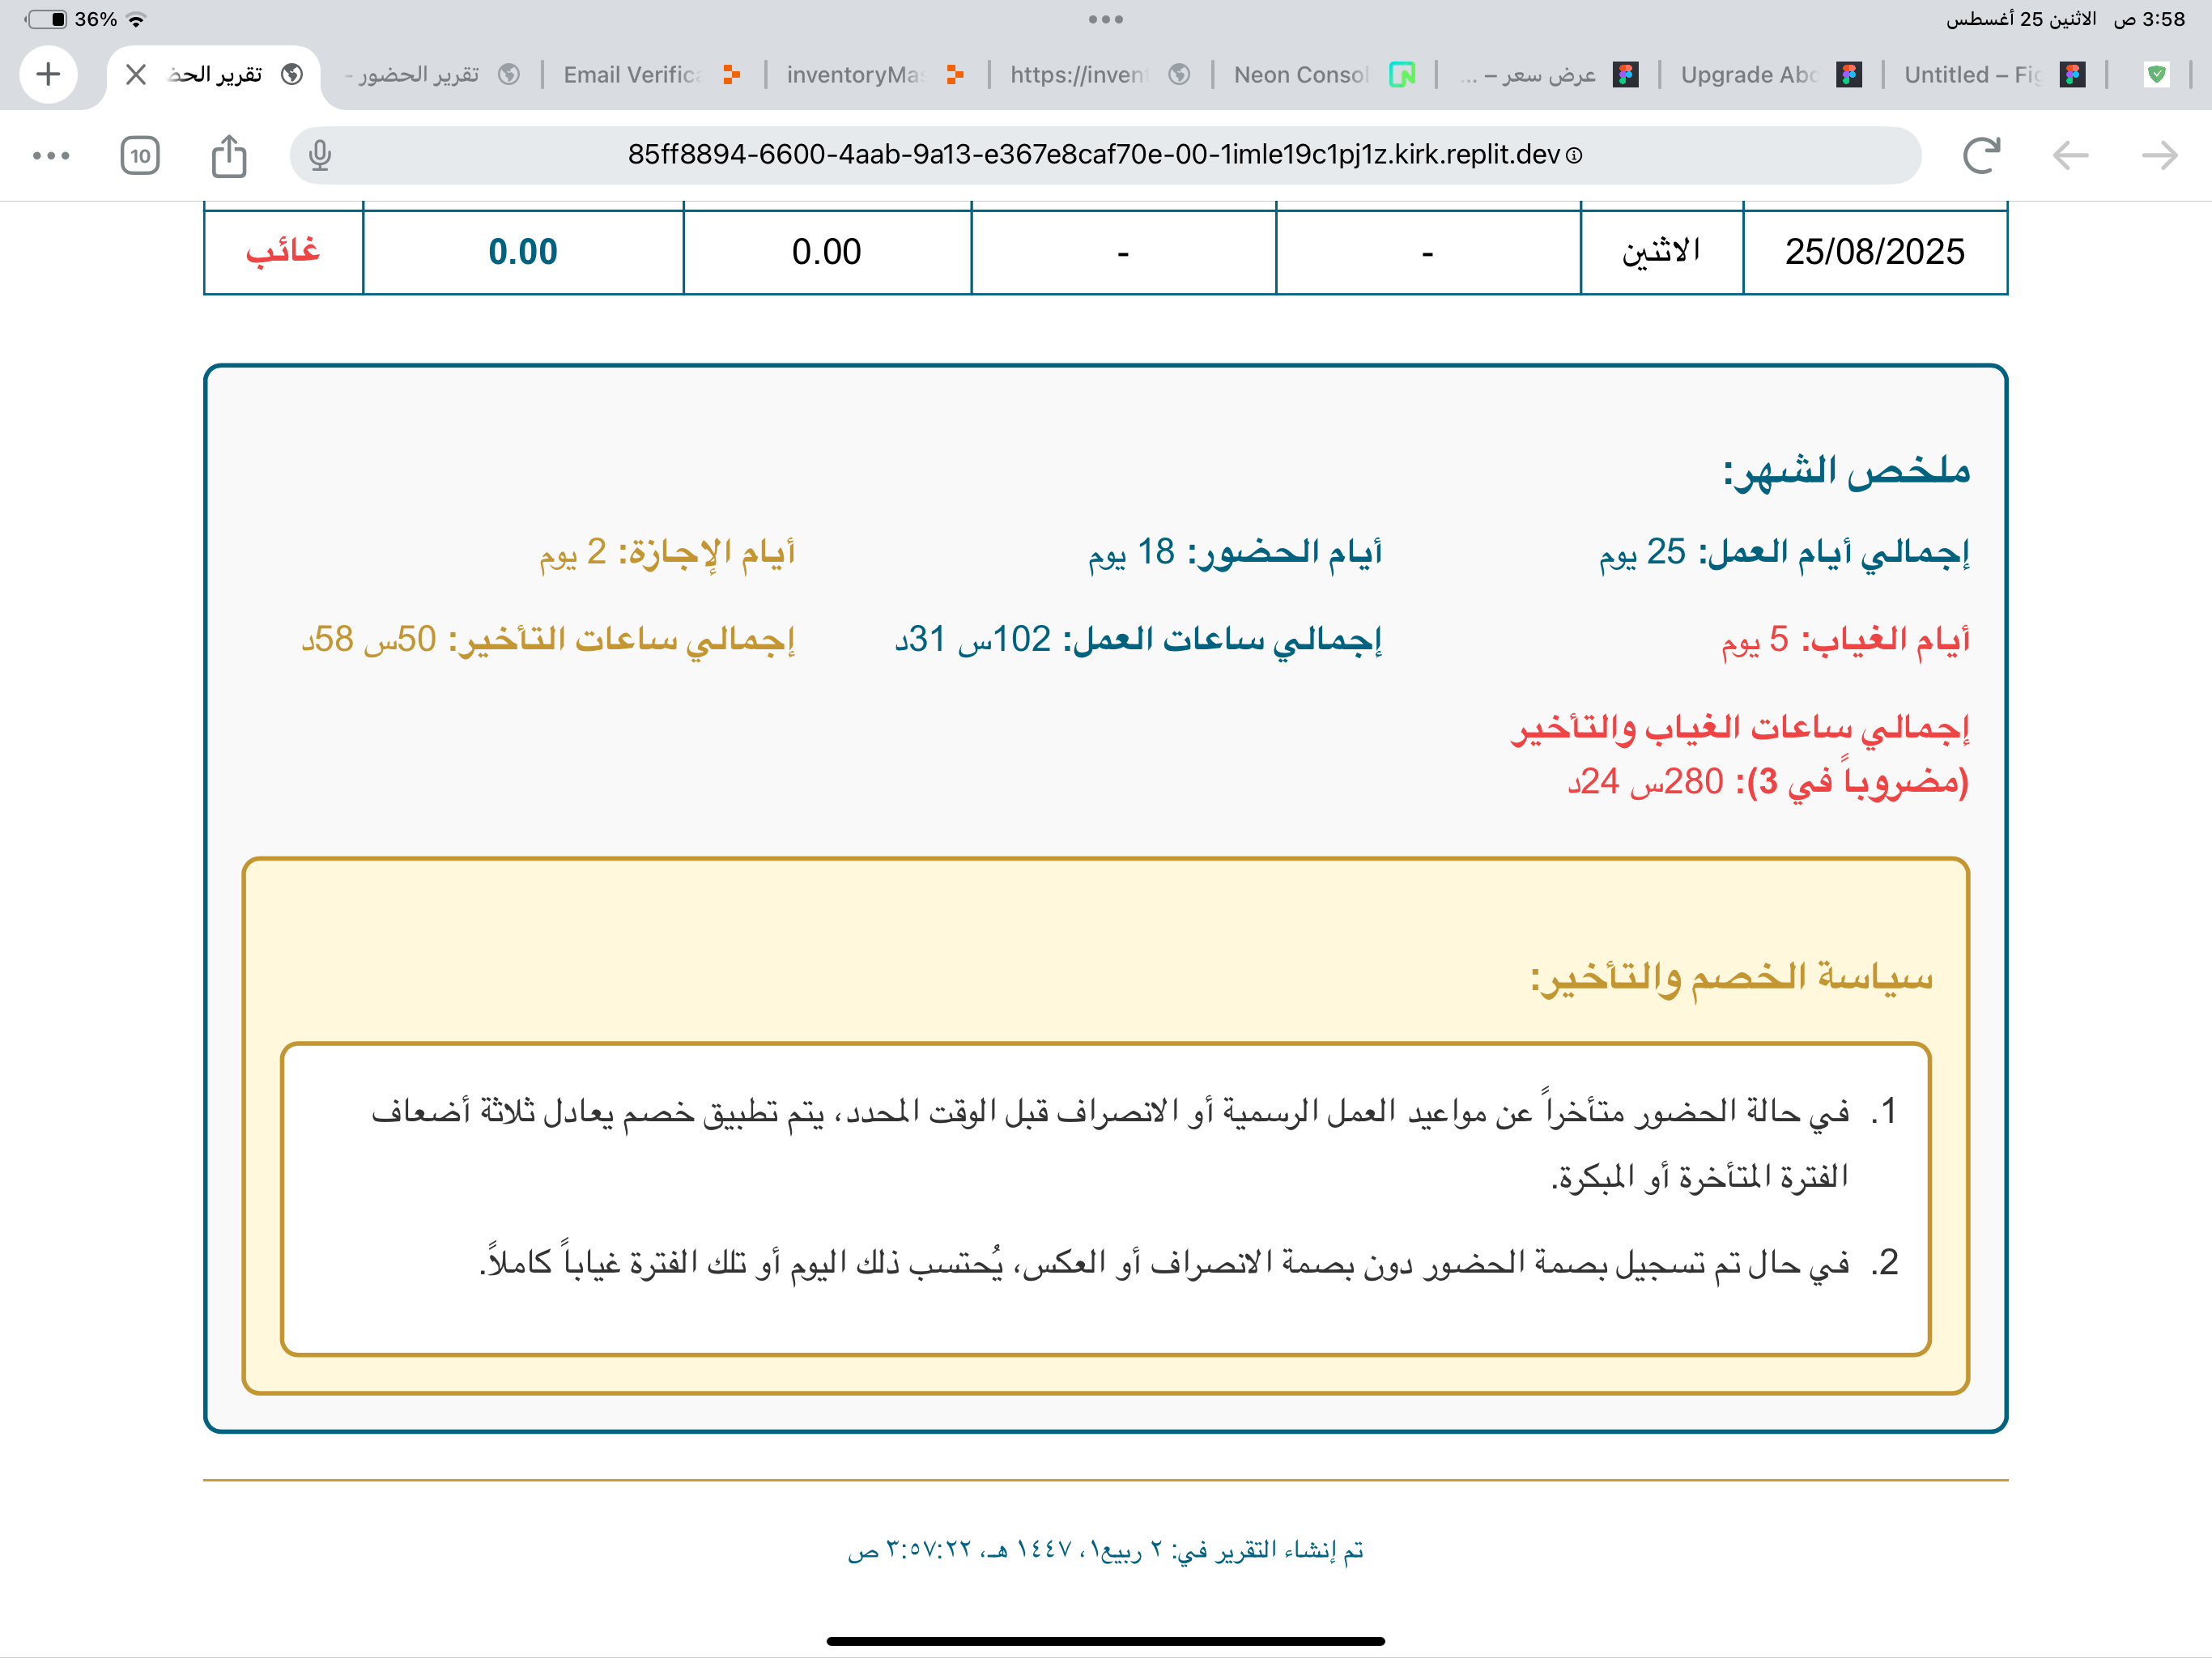 36%
3:58 ص الاثنين 25 أغسطس
تقرير الحض
تقرير الحضور -
Email Verifica
inventoryMas
https://invent
Neon Consol
عرض سعر – ...
Upgrade Abo
Untitled – Fig
10
85ff8894-6600-4aab-9a13-e367e8caf70e-00-1imle19c1pj1z.kirk.replit.dev
25/08/2025 الاثنين - - 0.00 0.00 غائب
ملخص الشهر:
إجمالي أيام العمل: 25 يوم أيام الحضور: 18 يوم أيام الإجازة: 2 يوم
أيام الغياب: 5 يوم إجمالي ساعات العمل: 102س 31د إجمالي ساعات التأخير: 50س 58د
إجمالي ساعات الغياب والتأخير
(مضروباً في 3): 280س 24د
سياسة الخصم والتأخير:
1. في حالة الحضور متأخراً عن مواعيد العمل الرسمية أو الانصراف قبل الوقت المحدد، يتم تطبيق خصم يعادل ثلاثة أضعاف
الفترة المتأخرة أو المبكرة.
2. في حال تم تسجيل بصمة الحضور دون بصمة الانصراف أو العكس، يُحتسب ذلك اليوم أو تلك الفترة غياباً كاملاً.
تم إنشاء التقرير في: ٢ ربيع١، ١٤٤٧ هـ، ٣:٥٧:٢٢ ص